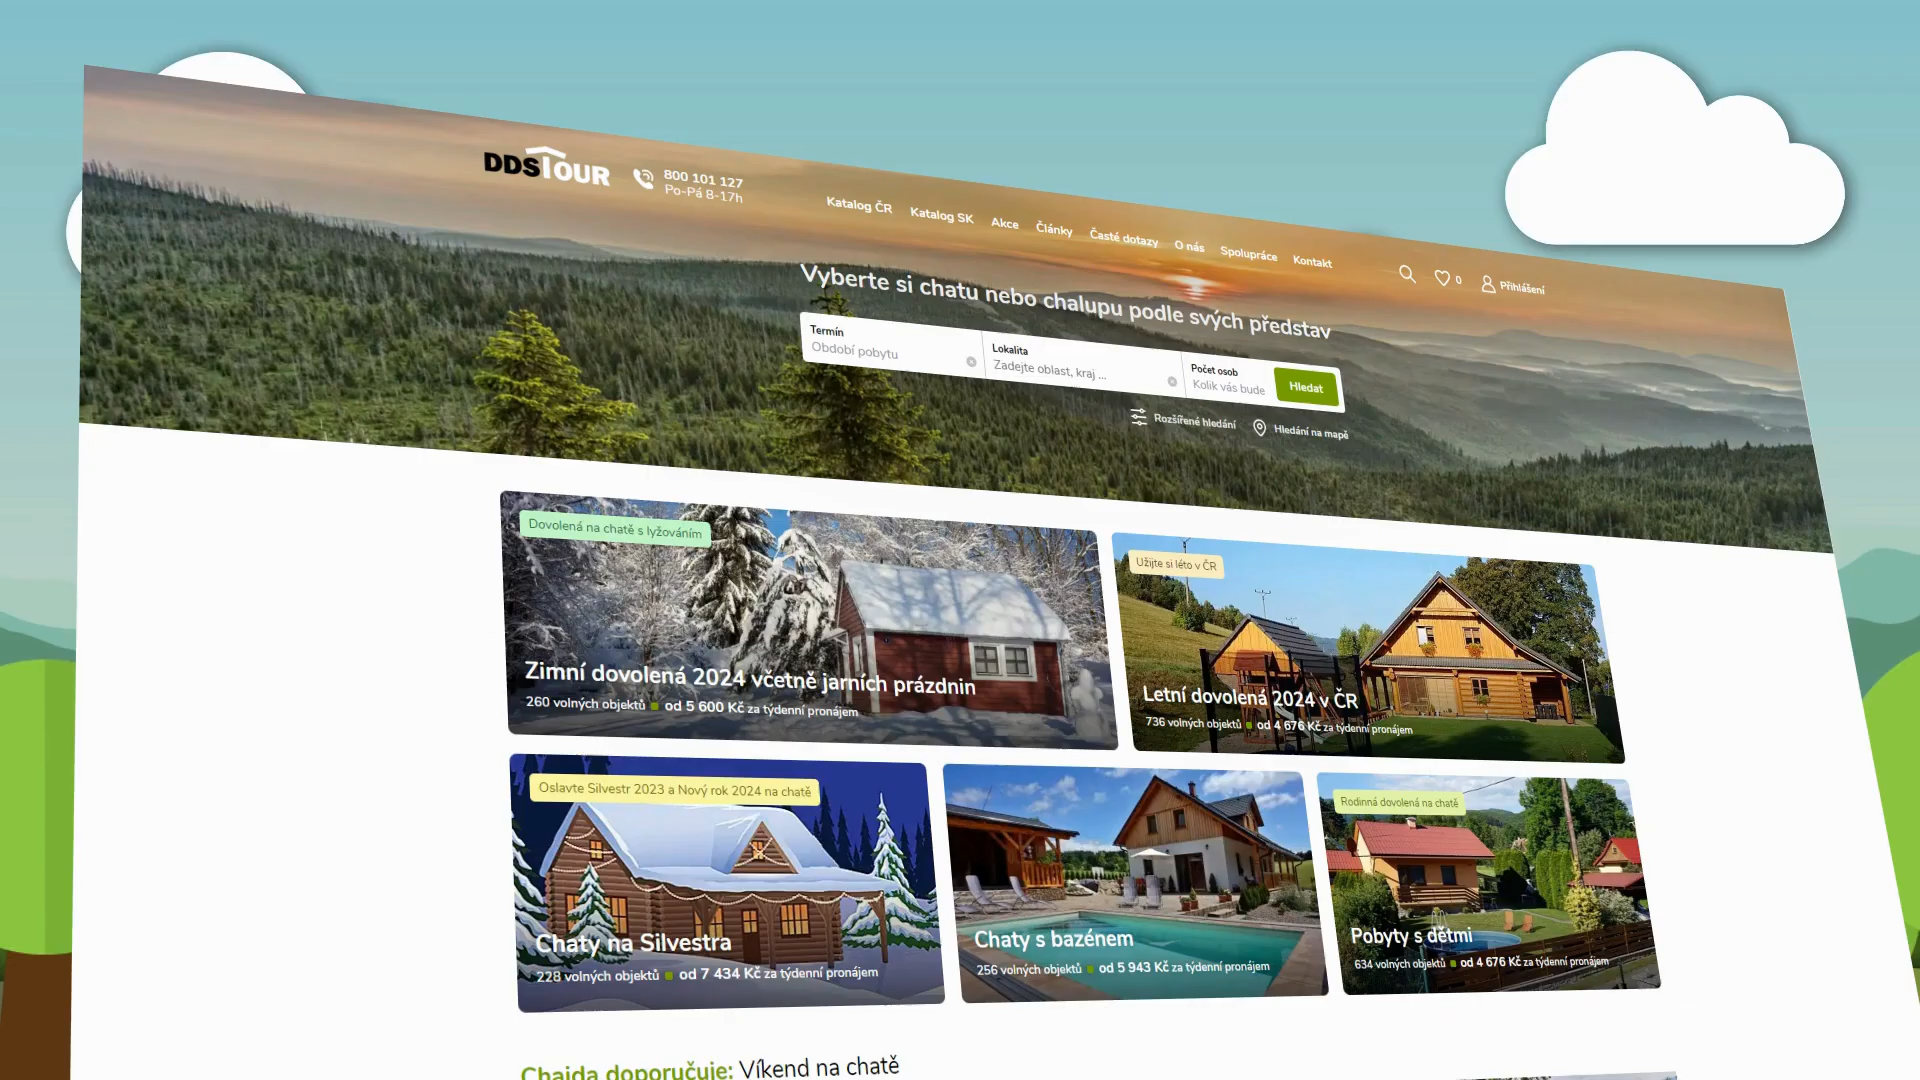 DDSTOUR
800 101 127
Po-Pá 8-17h
Katalog ČR
Katalog SK
Akce
Články
Časté dotazy
O nás
Spolupráce
Kontakt
0
Přihlášení
Vyberte si chatu nebo chalupu podle svých představ
Termín
Období pobytu
Lokalita
Zadejte oblast, kraj ...
Počet osob
Kolik vás bude
Hledat
Rozšířené hledání
Hledání na mapě
Dovolená na chatě s lyžováním
Zimní dovolená 2024 včetně jarních prázdnin
260 volných objektů od 5 600 Kč za týdenní pronájem
Užijte si léto v ČR
Letní dovolená 2024 v ČR
736 volných objektů od 4 676 Kč za týdenní pronájem
Oslavte Silvestr 2023 a Nový rok 2024 na chatě
Chaty na Silvestra
228 volných objektů od 7 434 Kč za týdenní pronájem
Chaty s bazénem
256 volných objektů od 5 943 Kč za týdenní pronájem
Rodinná dovolená na chatě
Pobyty s dětmi
634 volných objektů od 4 676 Kč za týdenní pronájem
Chajda doporučuje: Víkend na chatě